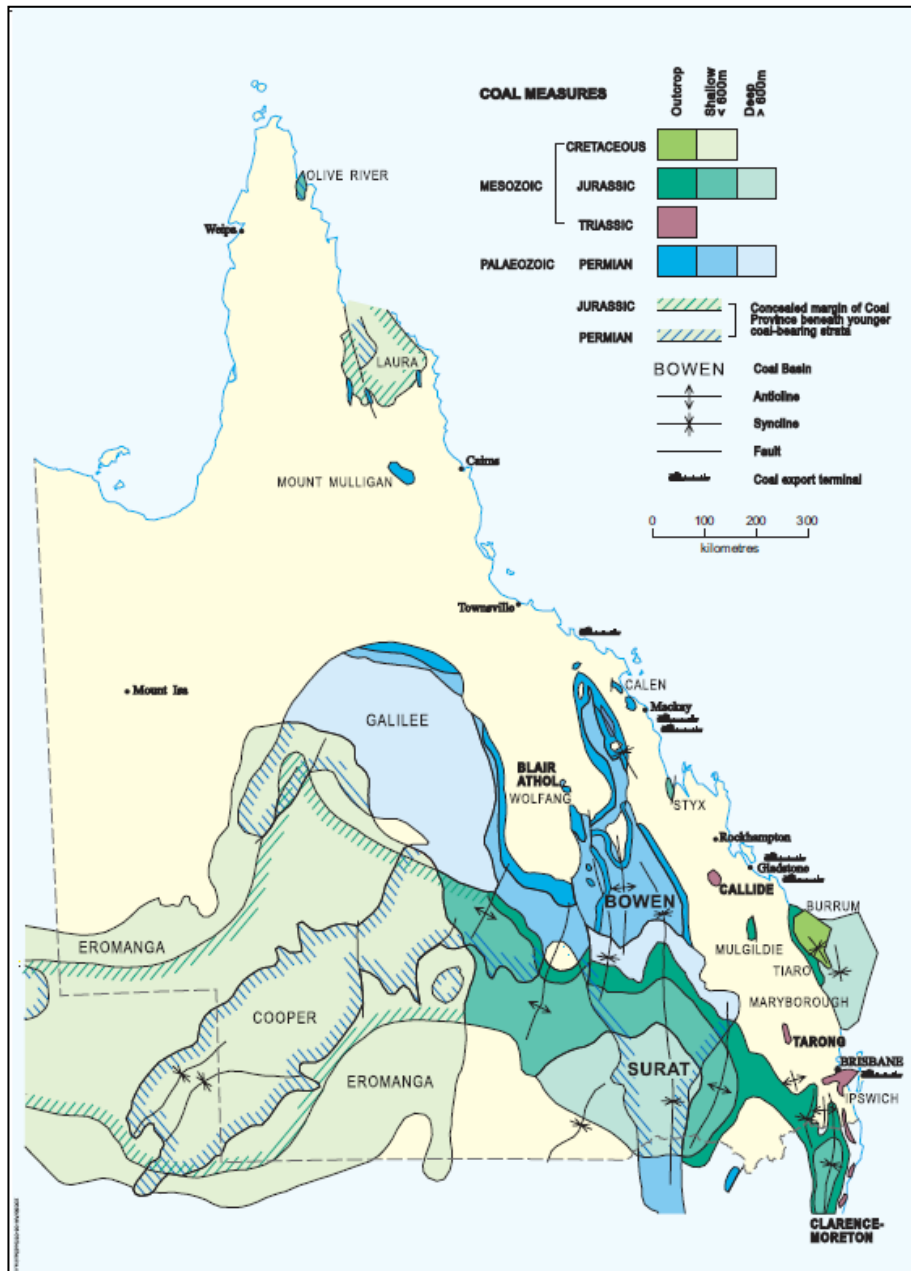 COAL MEASURES
Outcrop
Shallow
< 600m
Deep
> 600m
CRETACEOUS
MESOZOIC
JURASSIC
TRIASSIC
PALAEOZOIC
PERMIAN
JURASSIC
PERMIAN
Concealed margin of Coal
Province beneath younger
coal-bearing strata
BOWEN
Coal Basin
Anticline
Syncline
Fault
Coal export terminal
0 100 200 300
kilometres
OLIVE RIVER
Weipa
LAURA
Cairns
MOUNT MULLIGAN
Townsville
Mount Isa
GALILEE
CALEN
Mackay
BLAIR
ATHOL
WOLFANG
STYX
Rockhampton
Gladstone
CALLIDE
BOWEN
BURRUM
MULGILDIE
TIARO
EROMANGA
MARYBOROUGH
COOPER
TARONG
BRISBANE
EROMANGA
SURAT
IPSWICH
CLARENCE-
MORETON